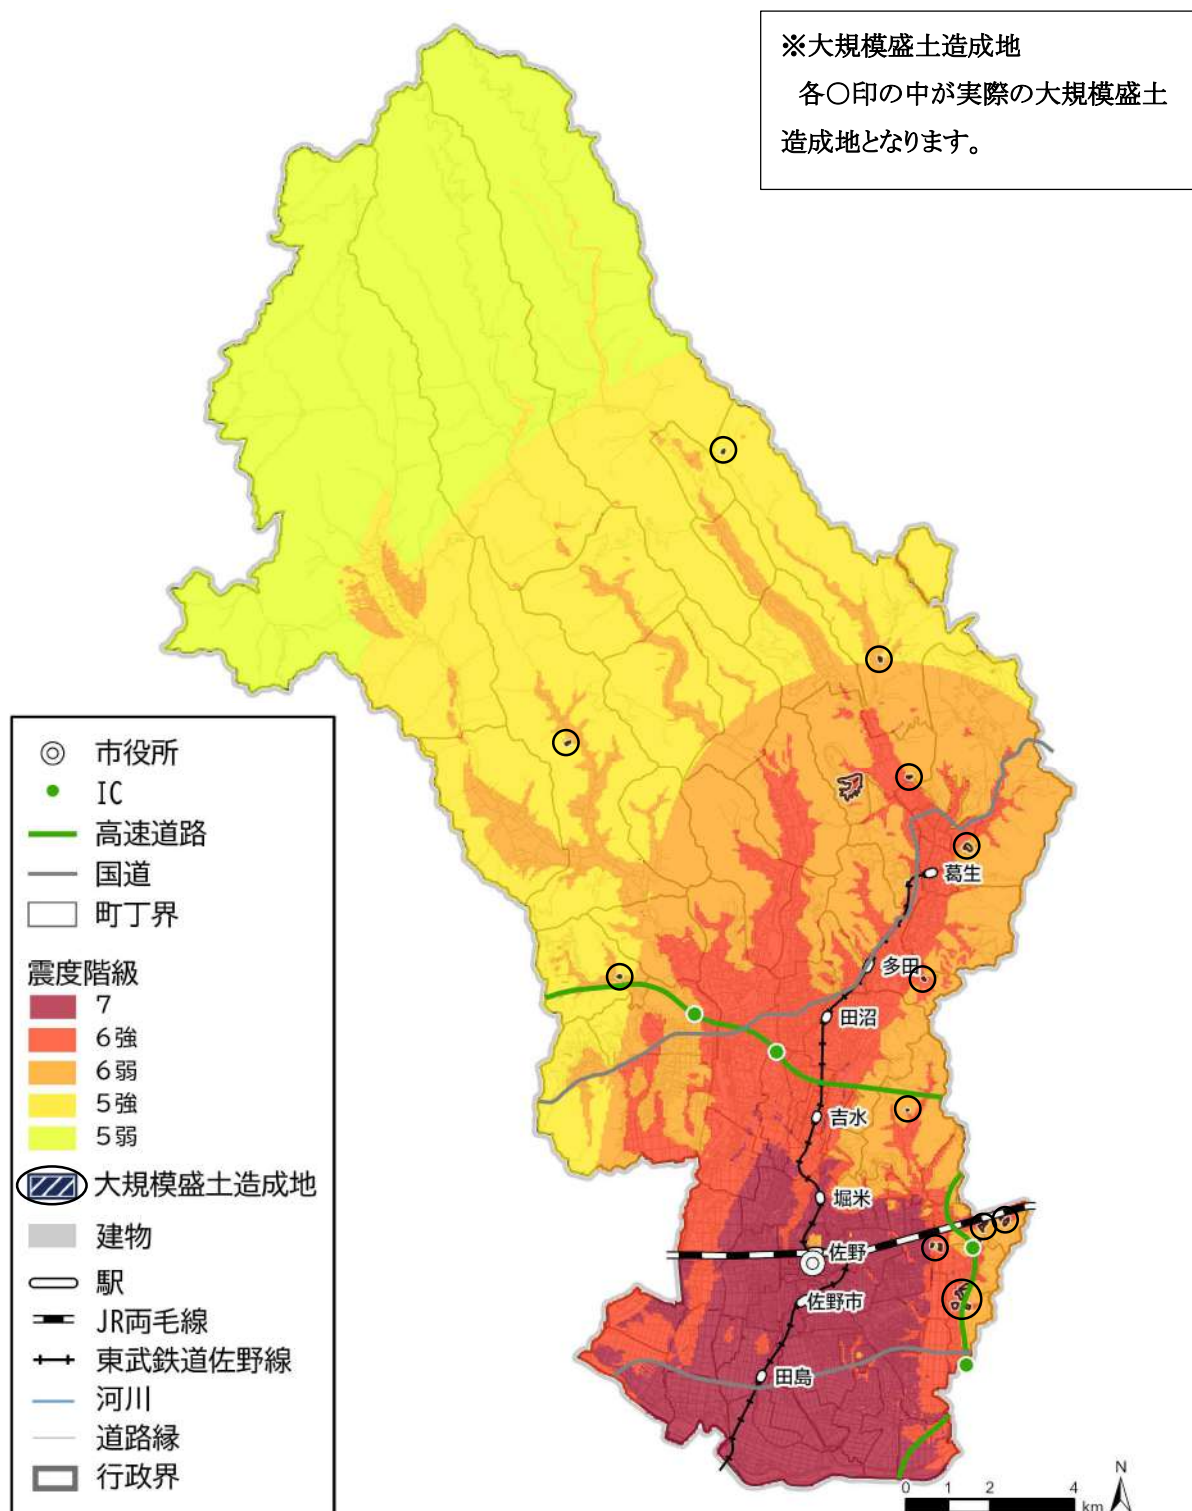 ※大規模盛土造成地
各〇印の中が実際の大規模盛土
造成地となります。
市役所
IC
高速道路
国道
町丁界
震度階級
7
6強
6弱
5強
5弱
大規模盛土造成地
建物
駅
JR両毛線
東武鉄道佐野線
河川
道路縁
行政界
葛生
多田
田沼
吉水
堀米
佐野
佐野市
田島
N
0 1 2 4
km